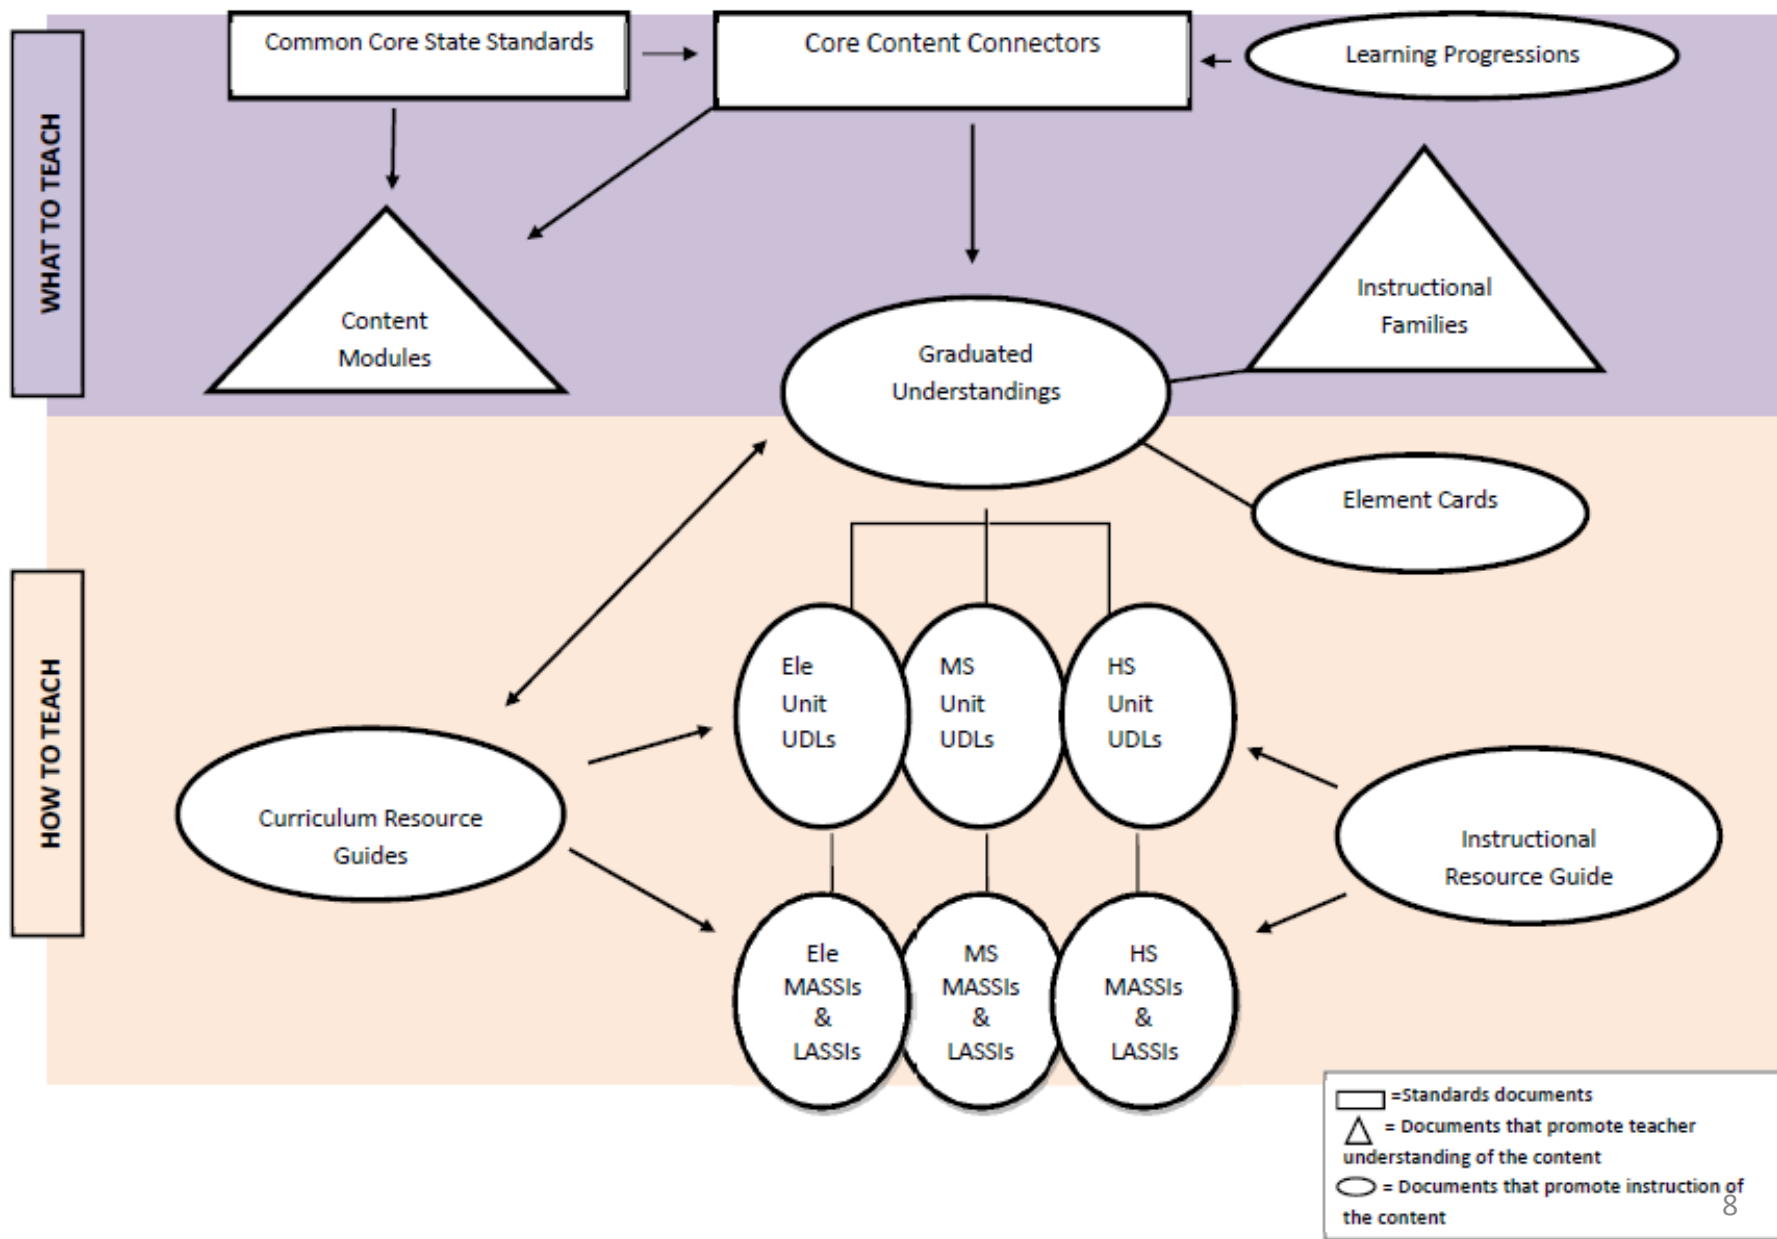 Common Core State Standards
Core Content Connectors
Learning Progressions
WHAT TO TEACH
Content
Modules
Instructional
Families
Graduated
Understandings
Element Cards
HOW TO TEACH
Ele
Unit
UDLs
MS
Unit
UDLs
HS
Unit
UDLs
Curriculum Resource
Guides
Instructional
Resource Guide
Ele
MASSIs
&
LASSIs
MS
MASSIs
&
LASSIs
HS
MASSIs
&
LASSIs
=Standards documents
= Documents that promote teacher
understanding of the content
= Documents that promote instruction of
the content
8